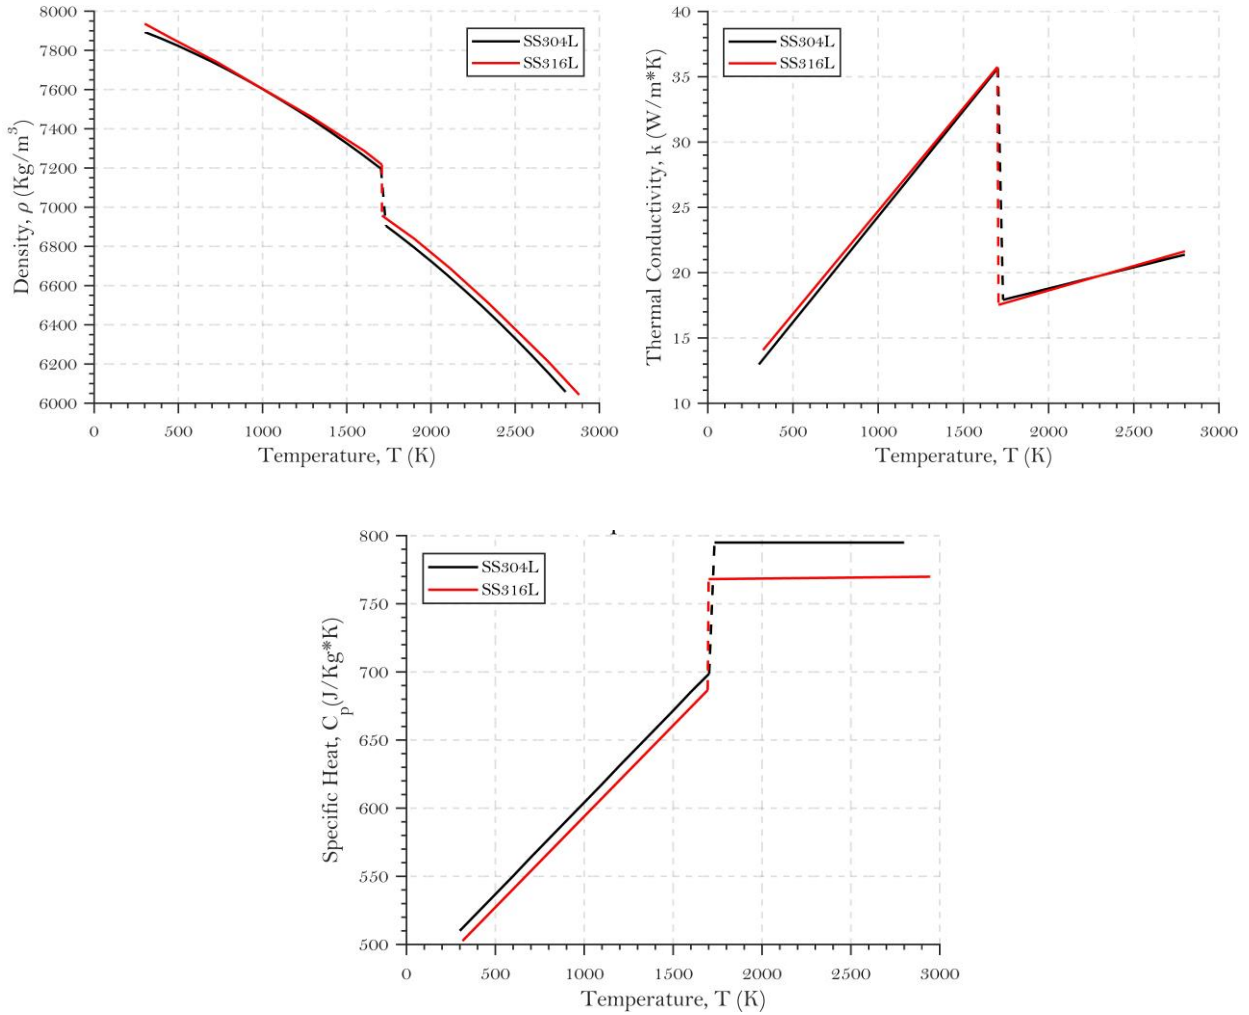 8000
7800
7600
7400
7200
7000
6800
6600
6400
6200
6000
Density, ρ (Kg/m³)
SS304L
SS316L
0 500 1000 1500 2000 2500 3000
Temperature, T (K)
40
35
30
25
20
15
10
Thermal Conductivity, k (W/m*K)
SS304L
SS316L
0 500 1000 1500 2000 2500 3000
Temperature, T (K)
800
750
700
650
600
550
500
Specific Heat, Cₚ(J/Kg*K)
SS304L
SS316L
0 500 1000 1500 2000 2500 3000
Temperature, T (K)